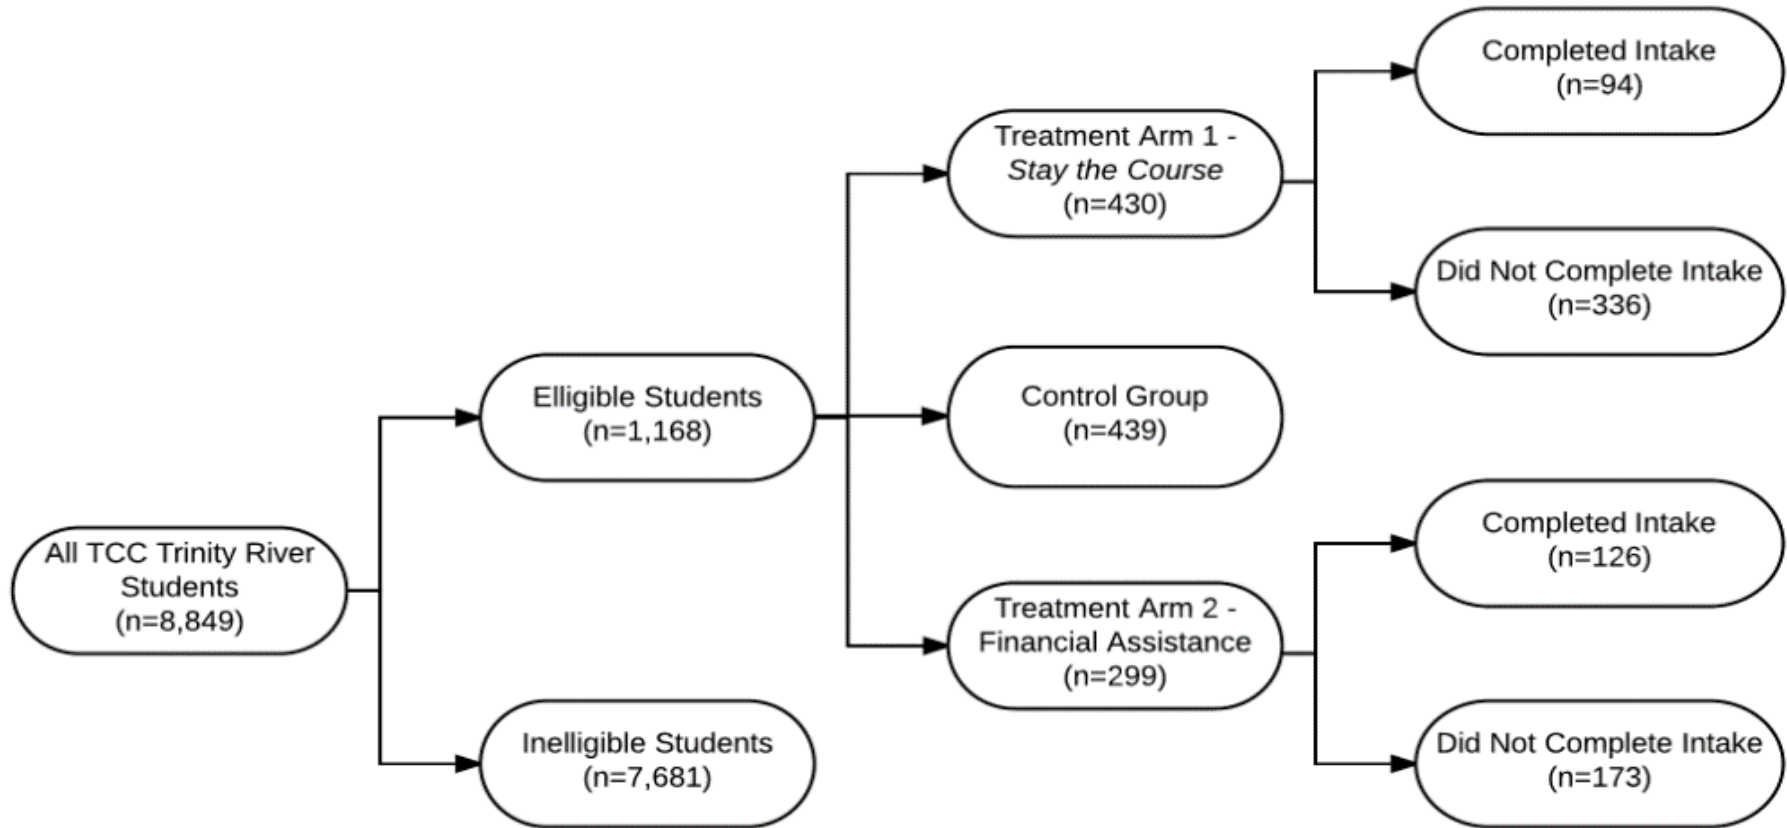 All TCC Trinity River
Students
(n=8,849)
Elligible Students
(n=1,168)
Inelligible Students
(n=7,681)
Treatment Arm 1 -
Stay the Course
(n=430)
Control Group
(n=439)
Treatment Arm 2 -
Financial Assistance
(n=299)
Completed Intake
(n=94)
Did Not Complete Intake
(n=336)
Completed Intake
(n=126)
Did Not Complete Intake
(n=173)